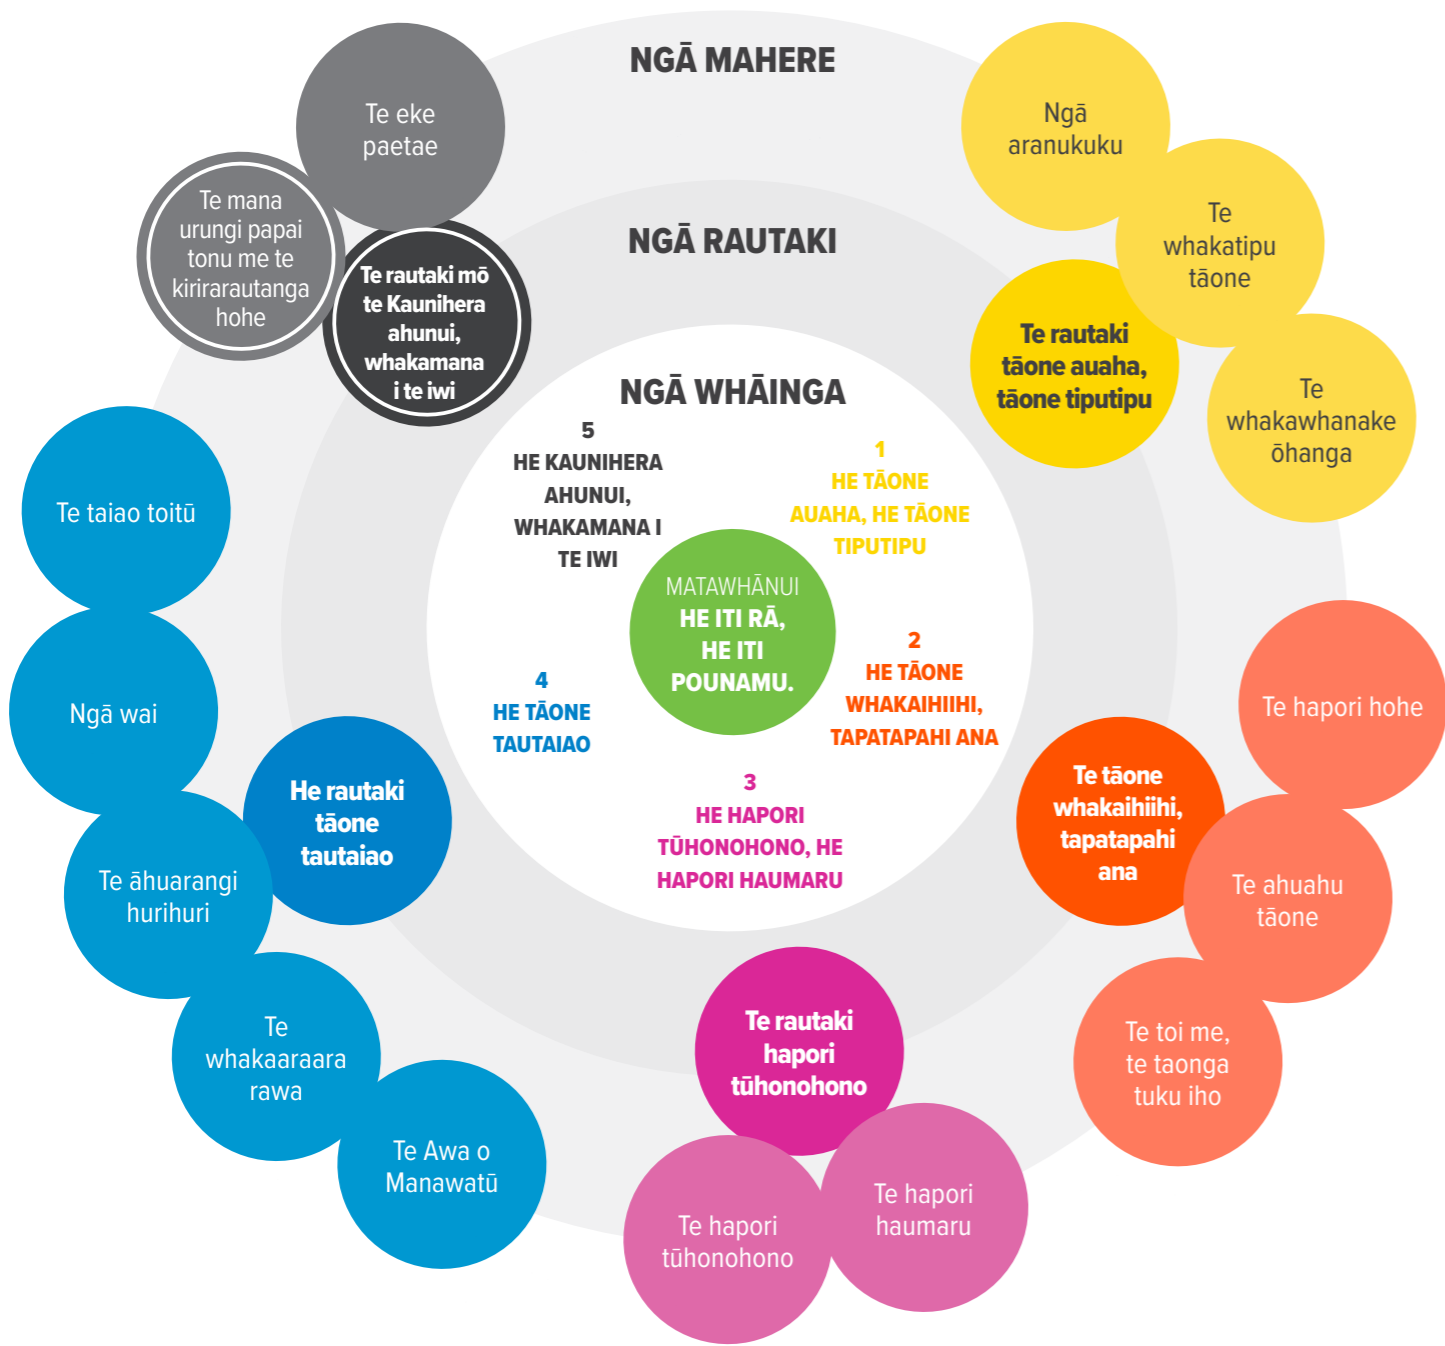 NGĀ MAHERE
NGĀ RAUTAKI
NGĀ WHĀINGA
MATAWHĀNUI
HE ITI RĀ,
HE ITI
POUNAMU.
1
HE TĀONE
AUAHA, HE TĀONE
TIPUTIPU
2
HE TĀONE
WHAKAIHIIHI,
TAPATAPAHI ANA
3
HE HAPORI
TŪHONOHONO, HE
HAPORI HAUMARU
4
HE TĀONE
TAUTAIAO
5
HE KAUNIHERA
AHUNUI,
WHAKAMANA I
TE IWI
Te rautaki
tāone auaha,
tāone tiputipu
Ngā
aranukuku
Te
whakatipu
tāone
Te
whakawhanake
ōhanga
Te tāone
whakaihiihi,
tapatapahi
ana
Te hapori hohe
Te ahuahu
tāone
Te toi me,
te taonga
tuku iho
Te rautaki
hapori
tūhonohono
Te hapori
haumaru
Te hapori
tūhonohono
He rautaki
tāone
tautaiao
Te Awa o
Manawatū
Te
whakaaraara
rawa
Te āhuarangi
hurihuri
Ngā wai
Te taiao toitū
Te rautaki mō
te Kaunihera
ahunui,
whakamana
i te iwi
Te mana
urungi papai
tonu me te
kirirarautanga
hohe
Te eke
paetae